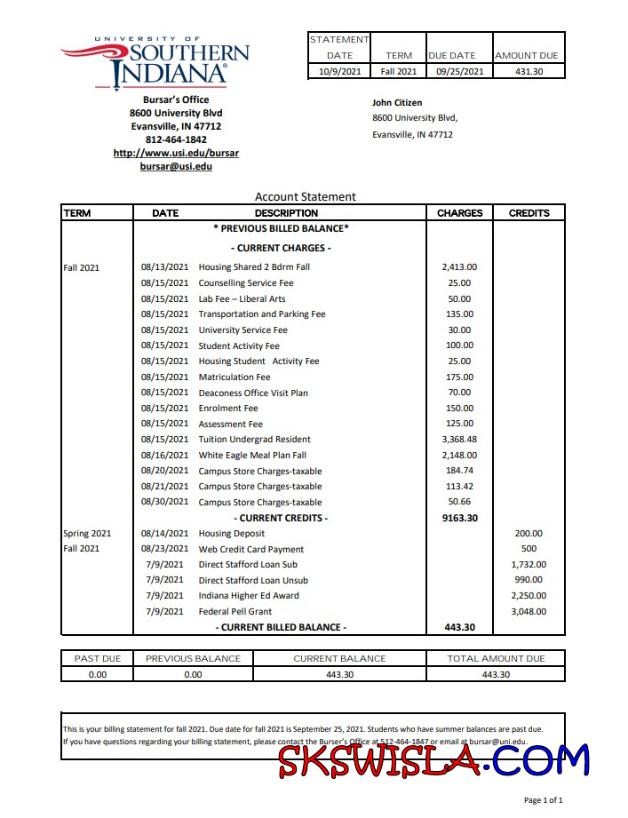 UNIVERSITY OF
SOUTHERN
INDIANA®
STATEMENT DATE TERM DUE DATE AMOUNT DUE
10/9/2021 Fall 2021 09/25/2021 431.30
Bursar's Office
8600 University Blvd
Evansville, IN 47712
812-464-1842
http://www.usi.edu/bursar
bursar@usi.edu
John Citizen
8600 University Blvd,
Evansville, IN 47712
Account Statement
TERM DATE DESCRIPTION CHARGES CREDITS
* PREVIOUS BILLED BALANCE*
- CURRENT CHARGES -
Fall 2021 08/13/2021 Housing Shared 2 Bdrm Fall 2,413.00
08/15/2021 Counselling Service Fee 25.00
08/15/2021 Lab Fee – Liberal Arts 50.00
08/15/2021 Transportation and Parking Fee 135.00
08/15/2021 University Service Fee 30.00
08/15/2021 Student Activity Fee 100.00
08/15/2021 Housing Student Activity Fee 25.00
08/15/2021 Matriculation Fee 175.00
08/15/2021 Deaconess Office Visit Plan 70.00
08/15/2021 Enrolment Fee 150.00
08/15/2021 Assessment Fee 125.00
08/15/2021 Tuition Undergrad Resident 3,368.48
08/16/2021 White Eagle Meal Plan Fall 2,148.00
08/20/2021 Campus Store Charges-taxable 184.74
08/21/2021 Campus Store Charges-taxable 113.42
08/30/2021 Campus Store Charges-taxable 50.66
- CURRENT CREDITS - 9163.30
Spring 2021 08/14/2021 Housing Deposit 200.00
Fall 2021 08/23/2021 Web Credit Card Payment 500
7/9/2021 Direct Stafford Loan Sub 1,732.00
7/9/2021 Direct Stafford Loan Unsub 990.00
7/9/2021 Indiana Higher Ed Award 2,250.00
7/9/2021 Federal Pell Grant 3,048.00
- CURRENT BILLED BALANCE - 443.30
PAST DUE PREVIOUS BALANCE CURRENT BALANCE TOTAL AMOUNT DUE
0.00 0.00 443.30 443.30
This is your billing statement for fall 2021. Due date for fall 2021 is September 25, 2021. Students who have summer balances are past due.
If you have questions regarding your billing statement, please contact the Burser's Office at 512-464-1847 or email at bursar@uni.edu.
SKSWISLA.COM
Page 1 of 1